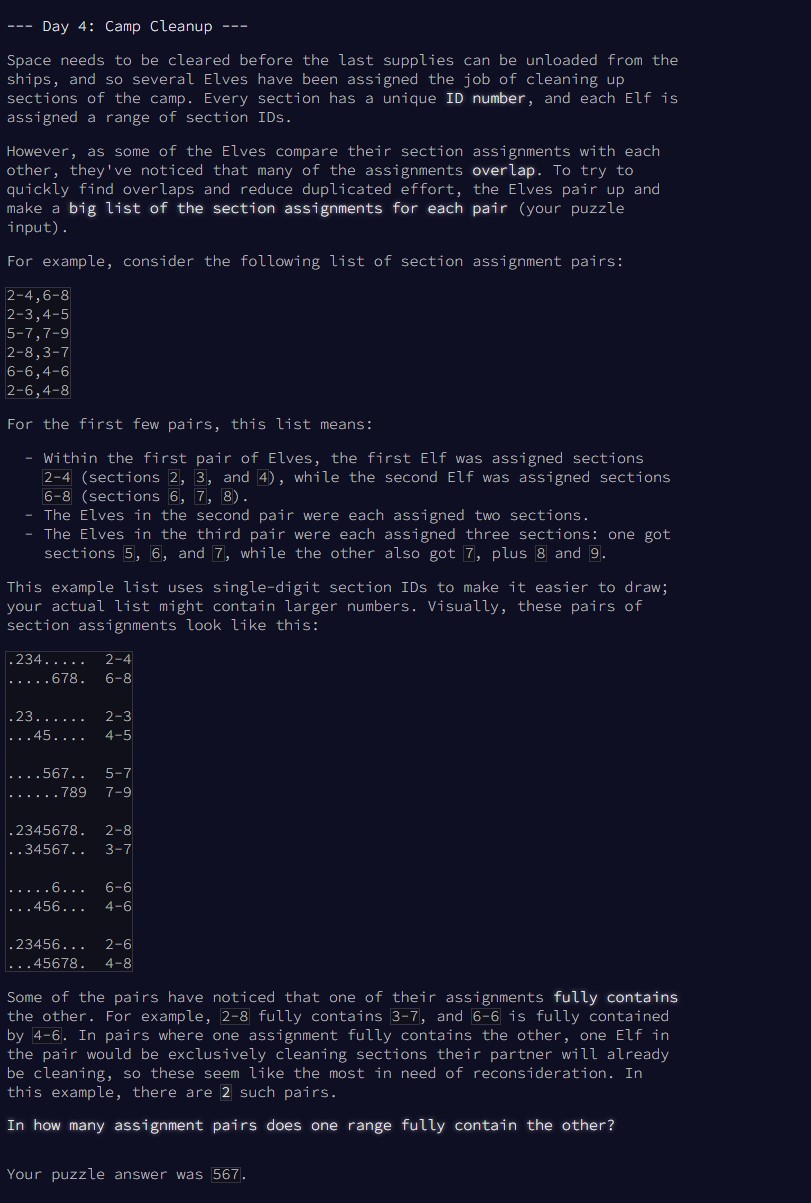 --- Day 4: Camp Cleanup ---
Space needs to be cleared before the last supplies can be unloaded from the
ships, and so several Elves have been assigned the job of cleaning up
sections of the camp. Every section has a unique ID number, and each Elf is
assigned a range of section IDs.
However, as some of the Elves compare their section assignments with each
other, they've noticed that many of the assignments overlap. To try to
quickly find overlaps and reduce duplicated effort, the Elves pair up and
make a big list of the section assignments for each pair (your puzzle
input).
For example, consider the following list of section assignment pairs:
2-4,6-8
2-3,4-5
5-7,7-9
2-8,3-7
6-6,4-6
2-6,4-8
For the first few pairs, this list means:
- Within the first pair of Elves, the first Elf was assigned sections
2-4 (sections 2, 3, and 4), while the second Elf was assigned sections
6-8 (sections 6, 7, 8).
- The Elves in the second pair were each assigned two sections.
- The Elves in the third pair were each assigned three sections: one got
sections 5, 6, and 7, while the other also got 7, plus 8 and 9.
This example list uses single-digit section IDs to make it easier to draw;
your actual list might contain larger numbers. Visually, these pairs of
section assignments look like this:
.234.....  2-4
.....678.  6-8
.23......  2-3
...45....  4-5
....567..  5-7
......789  7-9
.2345678.  2-8
..34567..  3-7
.....6...  6-6
...456...  4-6
.23456...  2-6
...45678.  4-8
Some of the pairs have noticed that one of their assignments fully contains
the other. For example, 2-8 fully contains 3-7, and 6-6 is fully contained
by 4-6. In pairs where one assignment fully contains the other, one Elf in
the pair would be exclusively cleaning sections their partner will already
be cleaning, so these seem like the most in need of reconsideration. In
this example, there are 2 such pairs.
In how many assignment pairs does one range fully contain the other?
Your puzzle answer was 567.